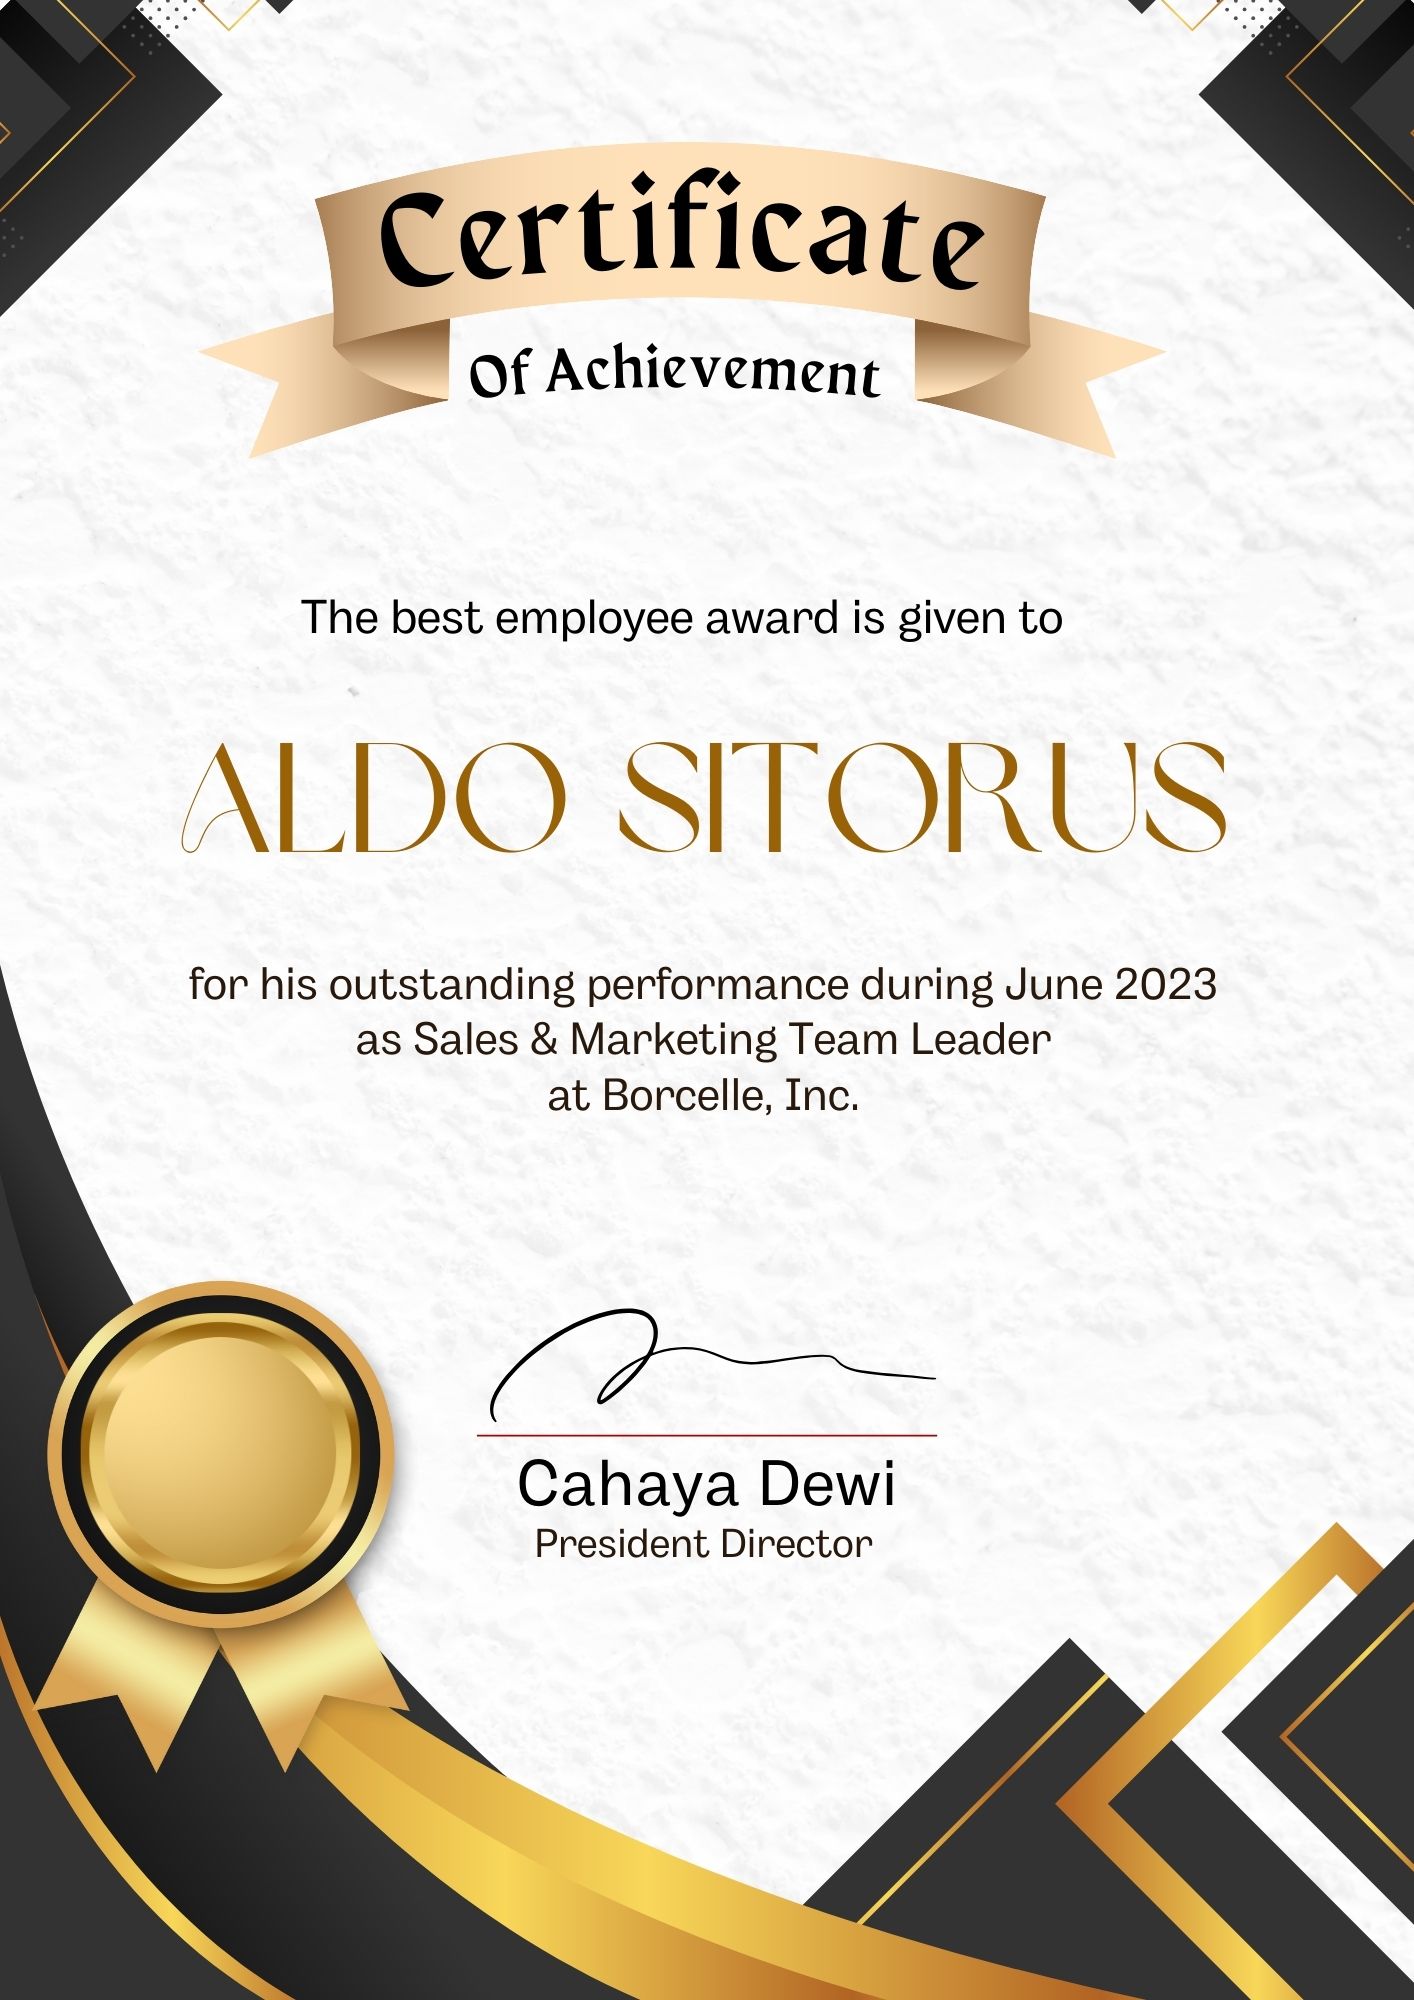 Certificate
Of Achievement
The best employee award is given to
ALDO SITORUS
for his outstanding performance during June 2023
as Sales & Marketing Team Leader
at Borcelle, Inc.
Cahaya Dewi
President Director